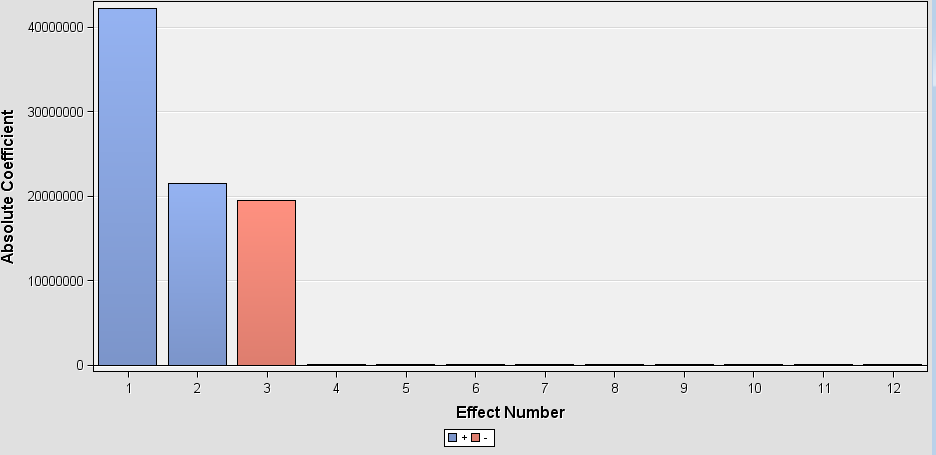 40000000
30000000
20000000
10000000
0
Absolute Coefficient
1 2 3 4 5 6 7 8 9 10 11 12
Effect Number
+ -